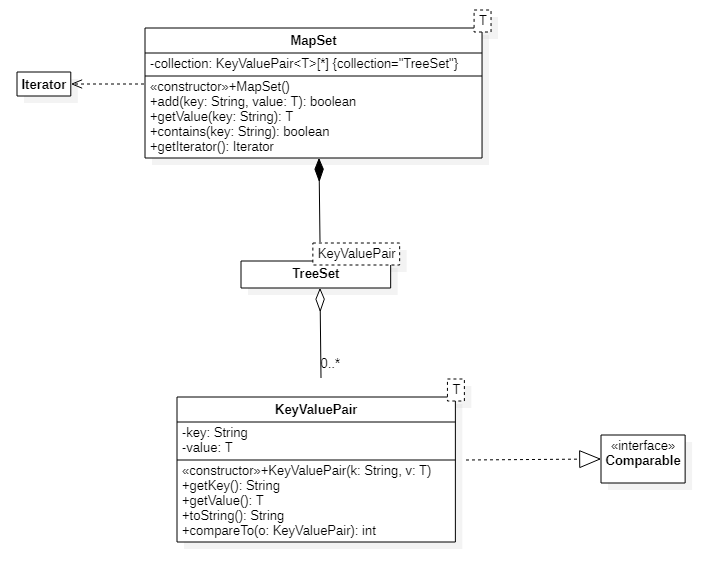 T
MapSet
-collection: KeyValuePair<T>[*] {collection="TreeSet"}
Iterator
«constructor»+MapSet()
+add(key: String, value: T): boolean
+getValue(key: String): T
+contains(key: String): boolean
+getIterator(): Iterator
KeyValuePair
TreeSet
0..*
T
KeyValuePair
-key: String
-value: T
«constructor»+KeyValuePair(k: String, v: T)
+getKey(): String
+getValue(): T
+toString(): String
+compareTo(o: KeyValuePair): int
«interface»
Comparable